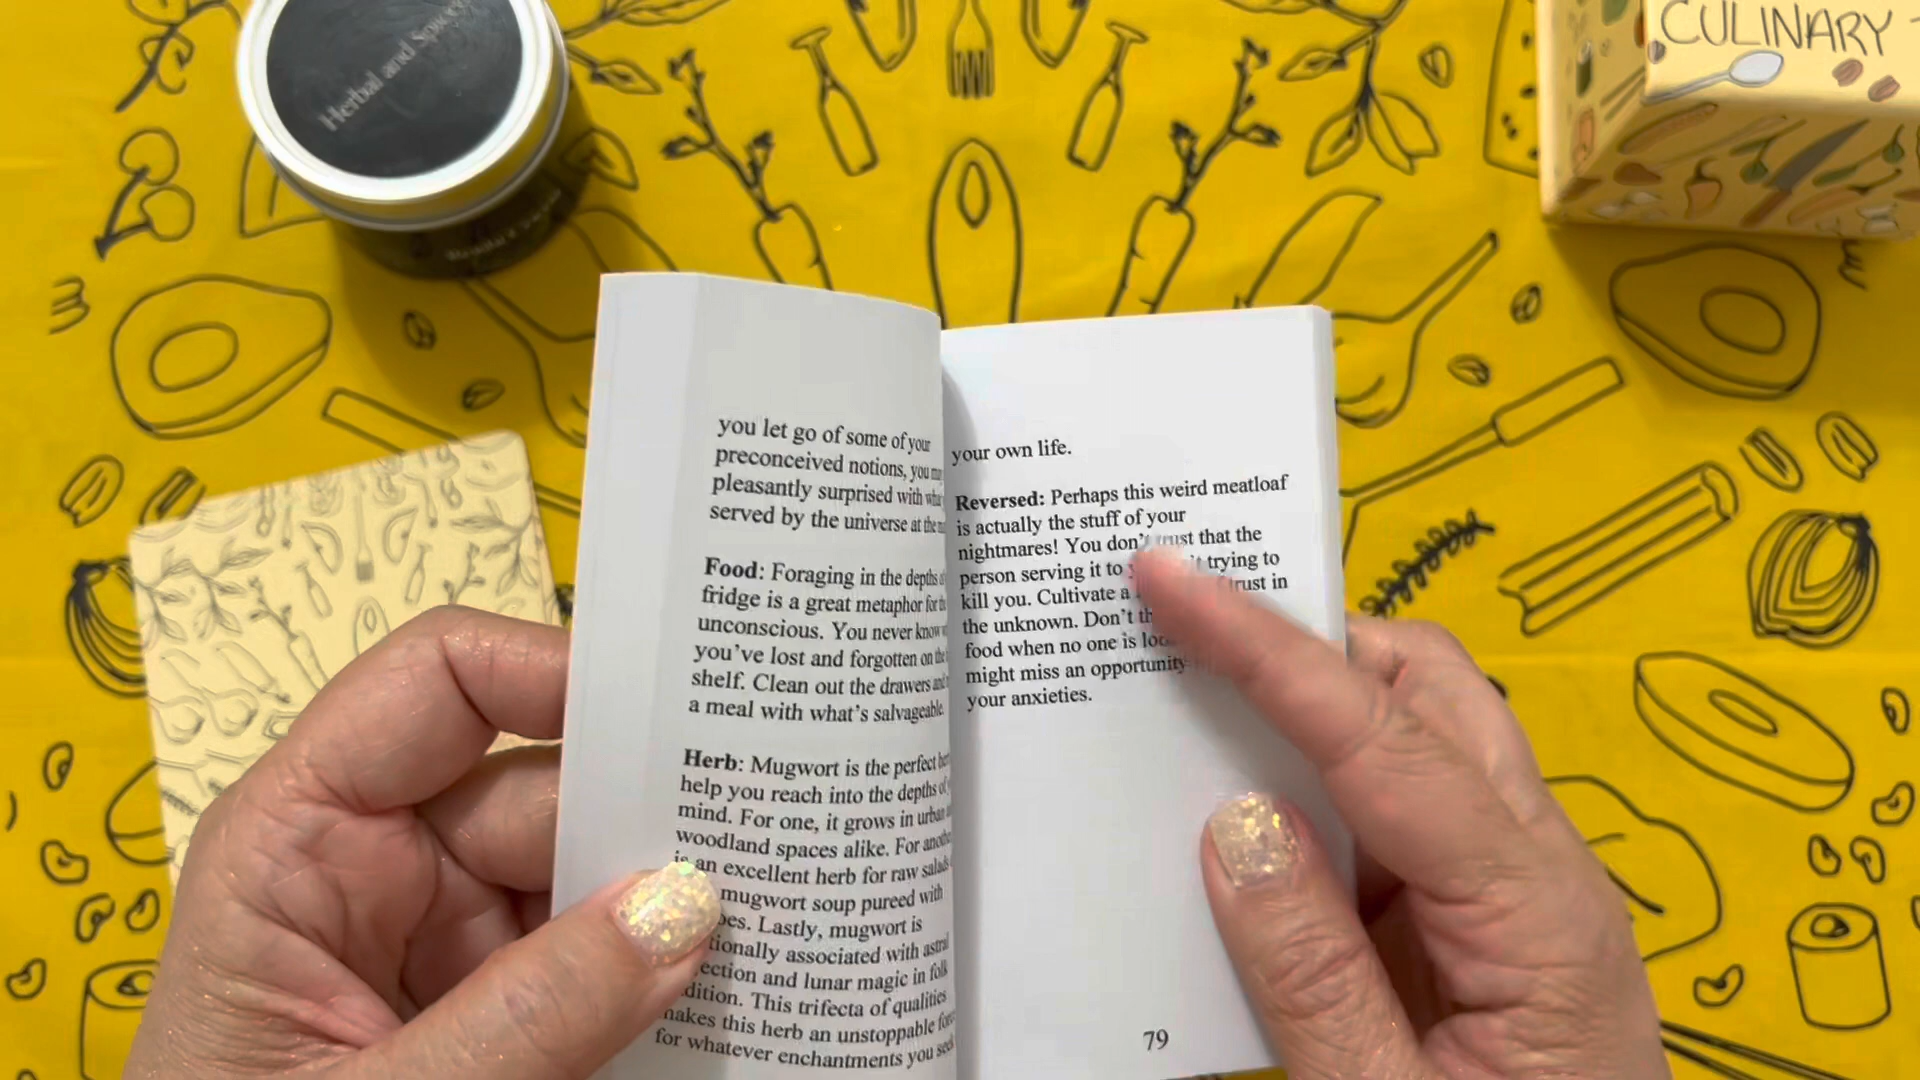 Herbal and
CULINARY
you let go of some of your
preconceived notions, you
pleasantly surprised with
served by the universe at the
Food: Foraging in the depths
fridge is a great metaphor for
unconscious. You never know
you've lost and forgotten on the
shelf. Clean out the drawers and
a meal with what's salvageable.
Herb: Mugwort is the perfect
help you reach into the depths of
mind. For one, it grows in urban
woodland spaces alike. For
is an excellent herb for raw salads
mugwort soup pureed with
Lastly, mugwort is
associated with astral
and lunar magic in folk
This trifecta of qualities
makes this herb an unstoppable
for whatever enchantments you
your own life.
Reversed: Perhaps this weird meatloaf
is actually the stuff of your
nightmares! You don't trust that the
person serving it to trying to
kill you. Cultivate a trust in
the unknown. Don't
food when no one is
might miss an opportunity
your anxieties.
79